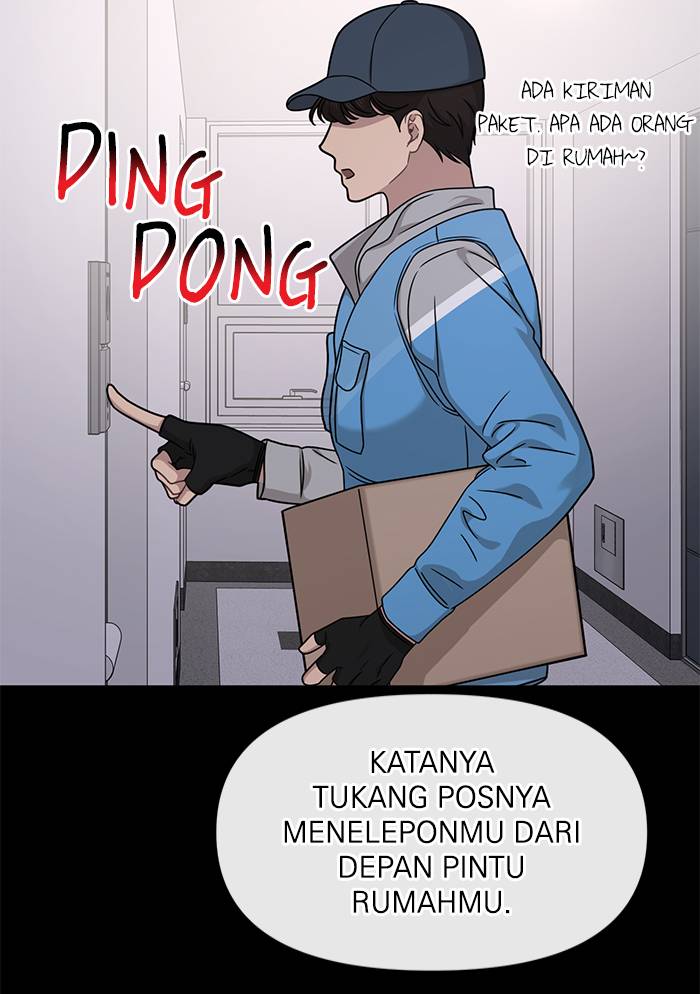 ADA KIRIMAN
PAKET. APA ADA ORANG
DI RUMAH~?
DING
DONG
KATANYA
TUKANG POSNYA
MENELEPONMU DARI
DEPAN PINTU
RUMAHMU.